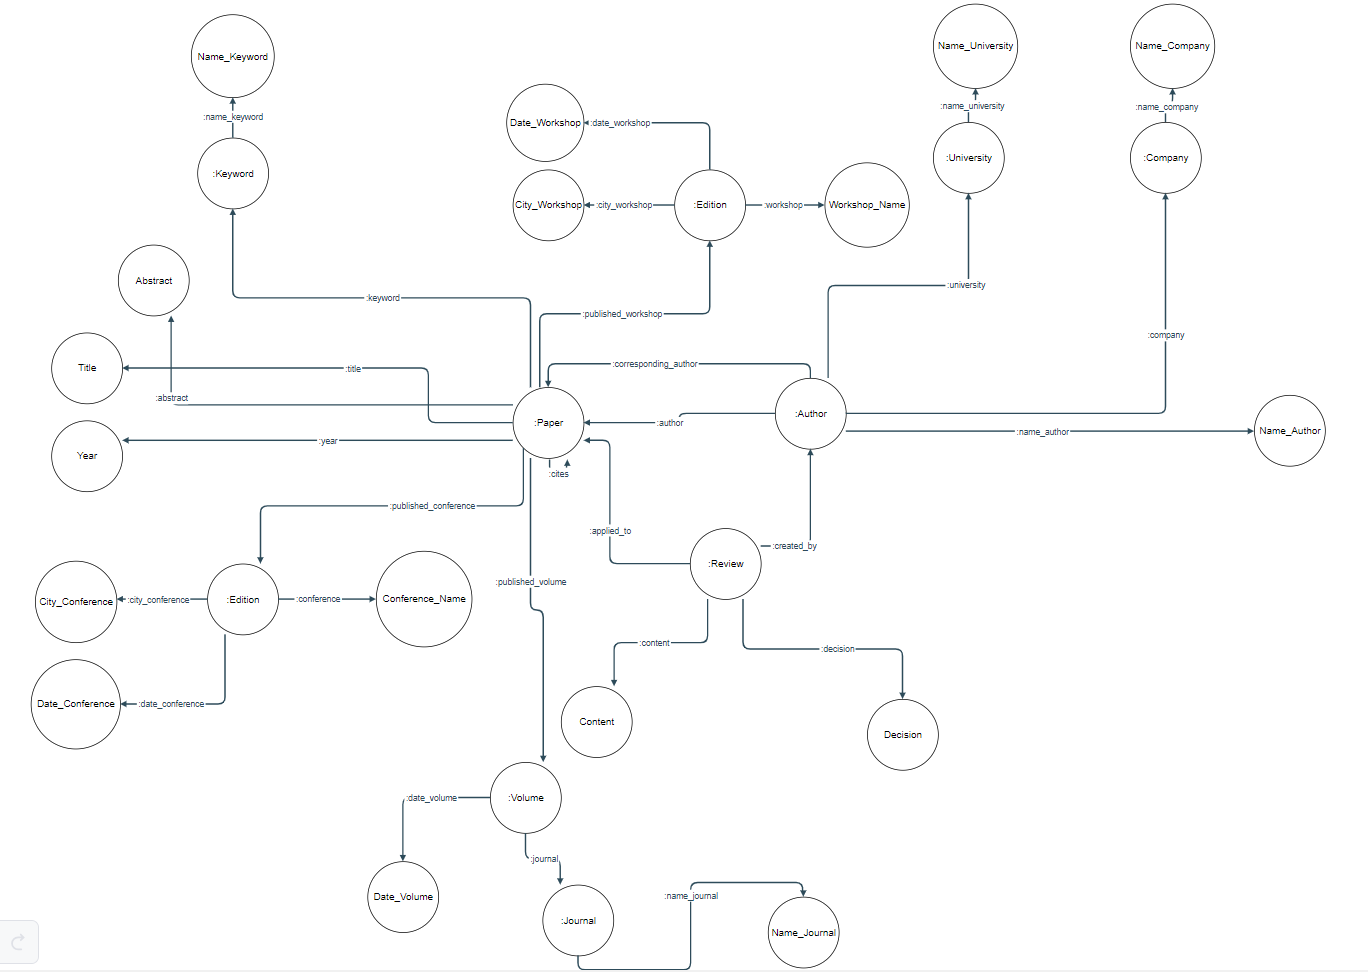 Name_University
Name_Company
Name_Keyword
:name_university
:name_company
:name_keyword
Date_Workshop
:date_workshop
:University
:Company
:Keyword
City_Workshop
:city_workshop
:Edition
:workshop
Workshop_Name
Abstract
:university
:keyword
:published_workshop
:company
:corresponding_author
Title
:title
:abstract
:Paper
:author
:Author
:name_author
Name_Author
Year
:year
:cites
:published_conference
:applied_to
:created_by
:Review
:published_volume
City_Conference
:city_conference
:Edition
:conference
Conference_Name
:content
:decision
Date_Conference
:date_conference
Content
Decision
:date_volume
:Volume
:journal
Date_Volume
:name_journal
:Journal
Name_Journal